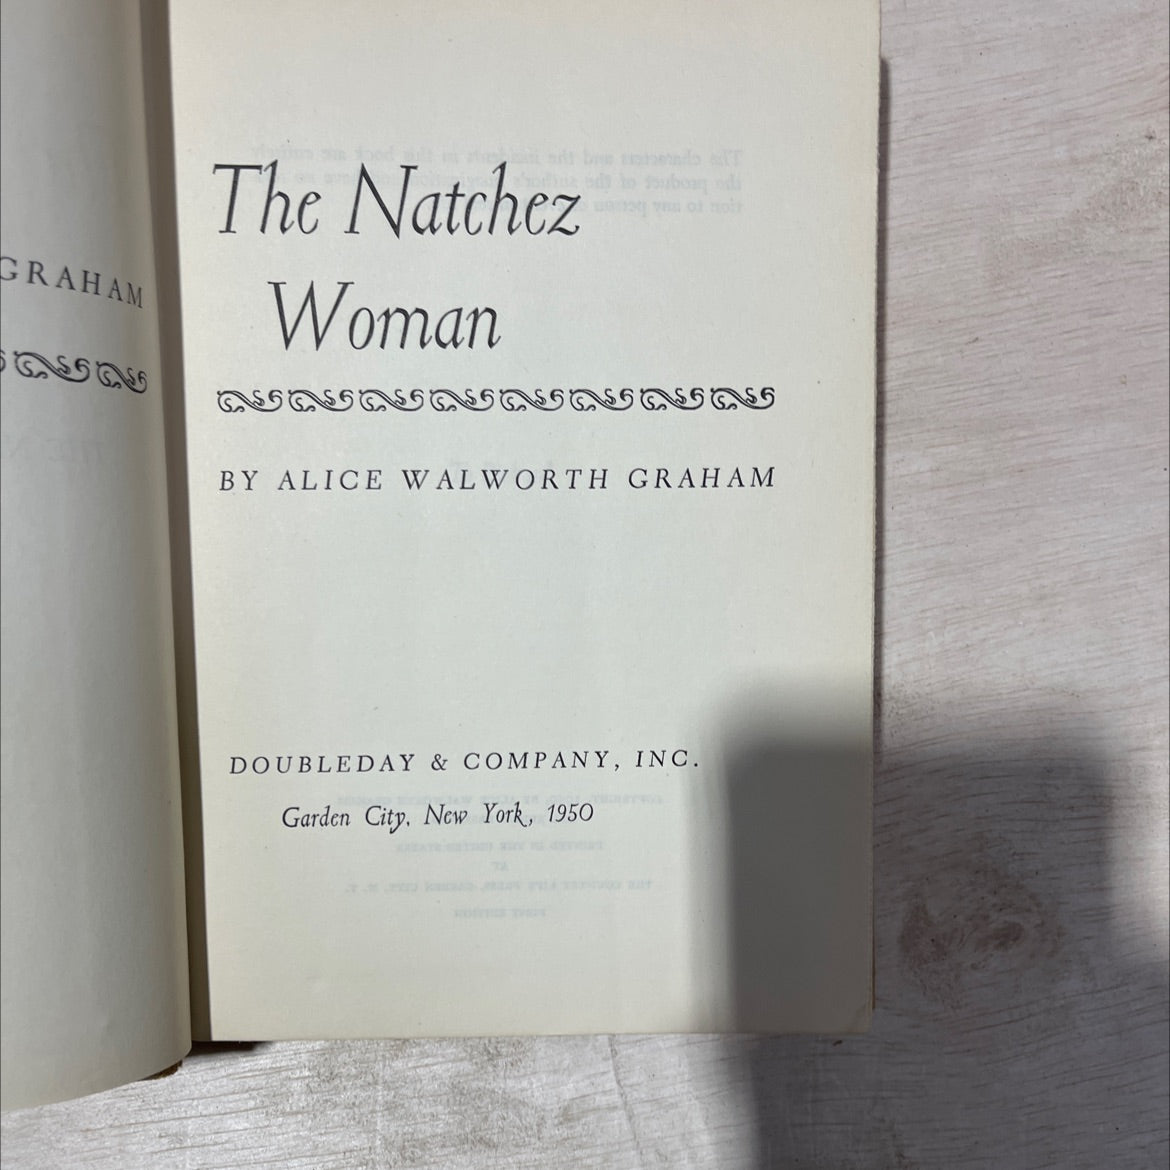 GRAHAM
The Natchez
Woman
BY ALICE WALWORTH GRAHAM
DOUBLEDAY & COMPANY, INC.
Garden City, New York, 1950